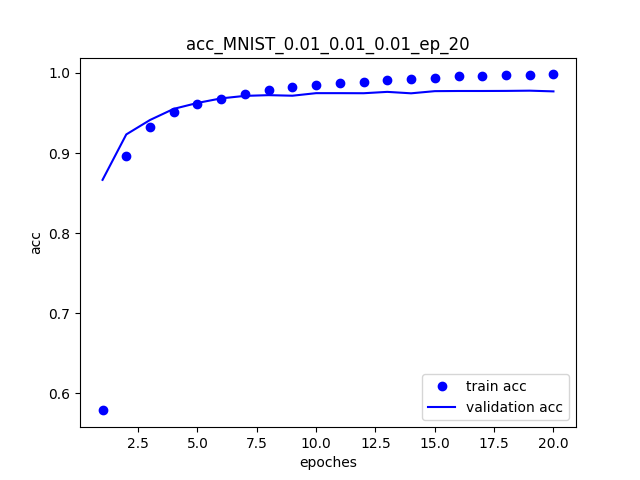 acc_MNIST_0.01_0.01_0.01_ep_20
1.0
0.9
0.8
0.7
0.6
acc
2.5 5.0 7.5 10.0 12.5 15.0 17.5 20.0
epoches
train acc
validation acc